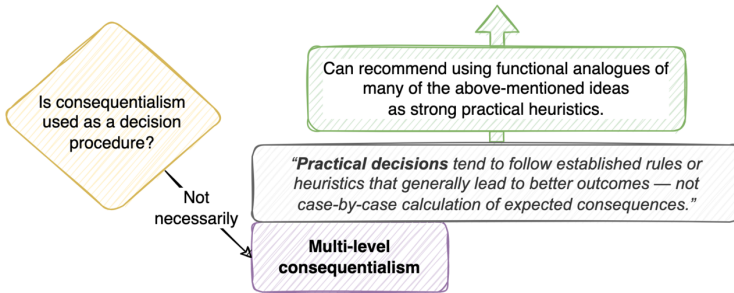 Can recommend using functional analogues of
many of the above-mentioned ideas
as strong practical heuristics.
Is consequentialism
used as a decision
procedure?
“Practical decisions tend to follow established rules or
heuristics that generally lead to better outcomes — not
case-by-case calculation of expected consequences.”
Not
necessarily
Multi-level
consequentialism